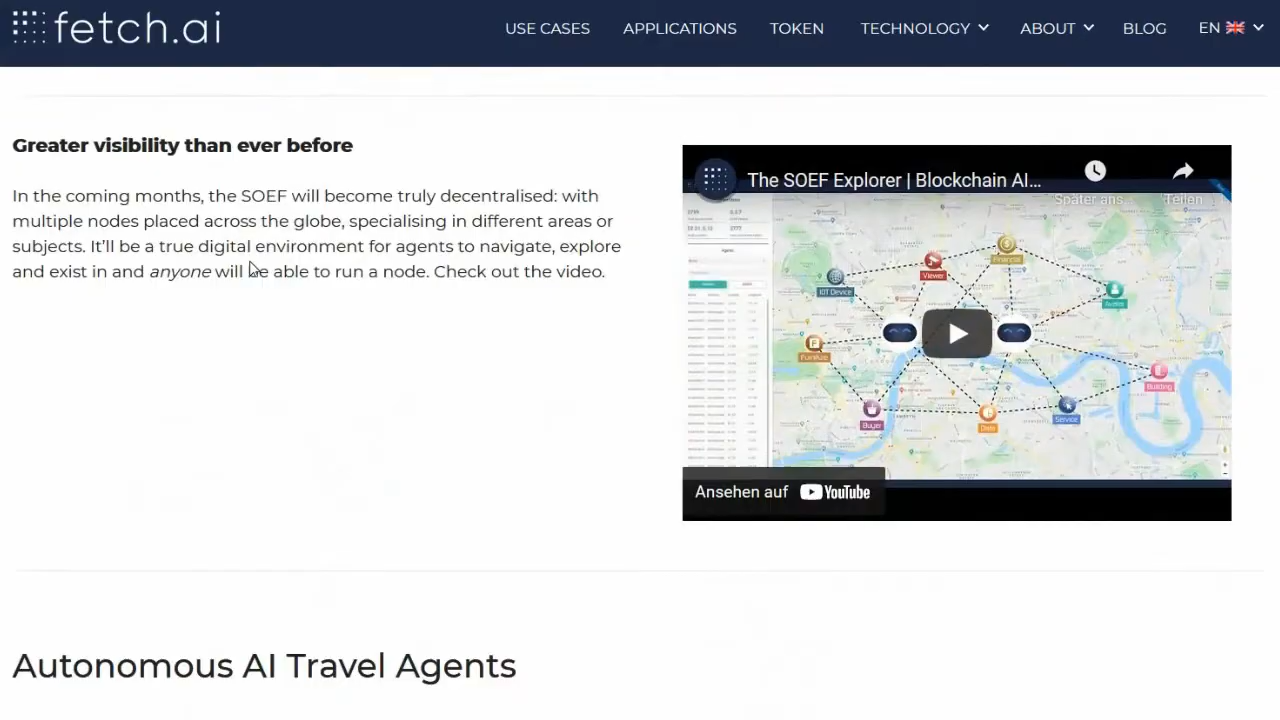 fetch.ai
USE CASES
APPLICATIONS
TOKEN
TECHNOLOGY
ABOUT
BLOG
EN
Greater visibility than ever before
In the coming months, the SOEF will become truly decentralised: with
multiple nodes placed across the globe, specialising in different areas or
subjects. It’ll be a true digital environment for agents to navigate, explore
and exist in and anyone will be able to run a node. Check out the video.
The SOEF Explorer | Blockchain AI...
Später ans...
Teilen
Financial
Viewer
IOT Device
Furniture
Building
Buyer
Data
Service
Ansehen auf YouTube
Autonomous AI Travel Agents